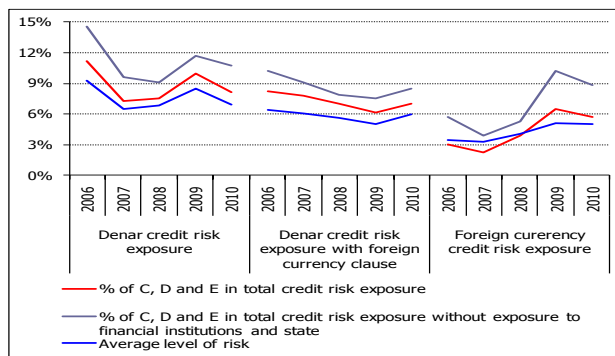 15%
12%
9%
6%
3%
0%
2006 2007 2008 2009 2010 2006 2007 2008 2009 2010 2006 2007 2008 2009 2010
Denar credit risk
exposure
Denar credit risk
exposure with foreign
currency clause
Foreign curerency
credit risk exposure
% of C, D and E in total credit risk exposure
% of C, D and E in total credit risk exposure without exposure to
financial institutions and state
Average level of risk